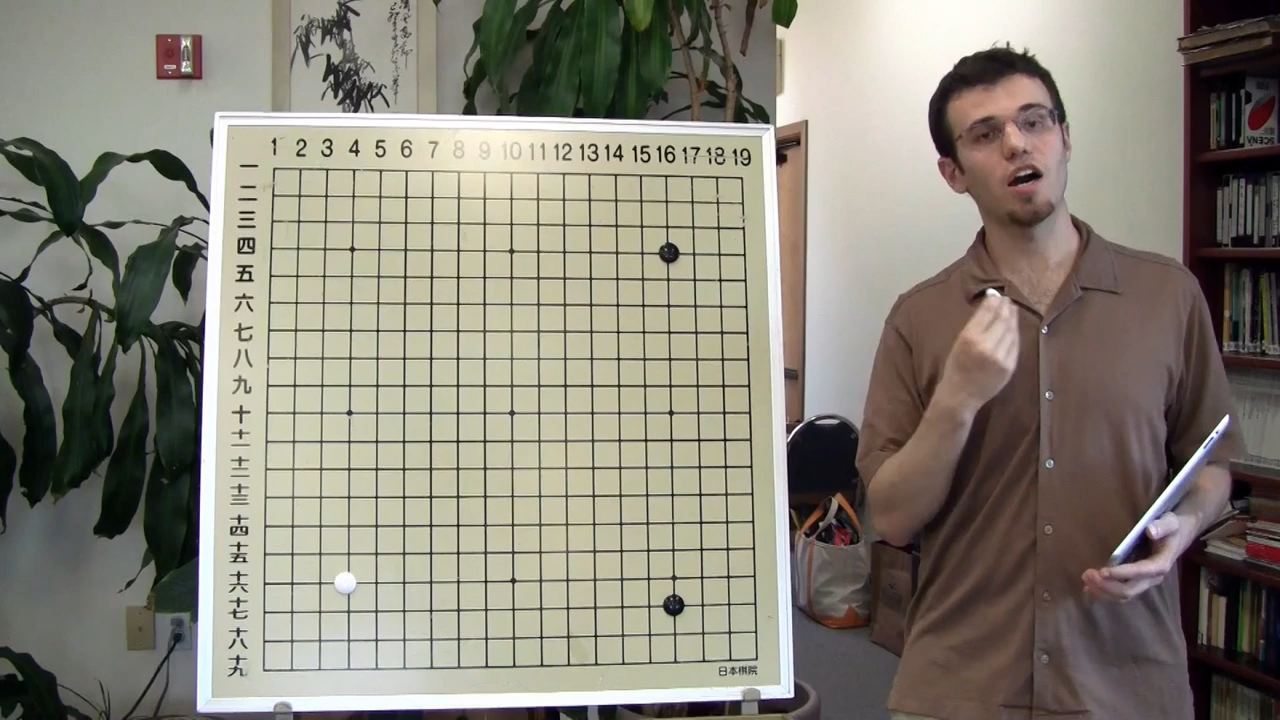 1 2 3 4 5 6 7 8 9 10 11 12 13 14 15 16 17 18 19
一
二
三
四
五
六
七
八
九
十
十一
十二
十三
十四
十五
十六
十七
十八
十九
日本棋院